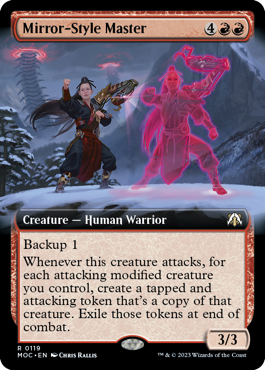 Mirror-Style Master 4
Creature — Human Warrior
Backup 1
Whenever this creature attacks, for
each attacking modified creature
you control, create a tapped and
attacking token that's a copy of that
creature. Exile those tokens at end of
combat.
3/3
R 0119
MOC • EN CHRIS RALLIS
™ & © 2023 Wizards of the Coast